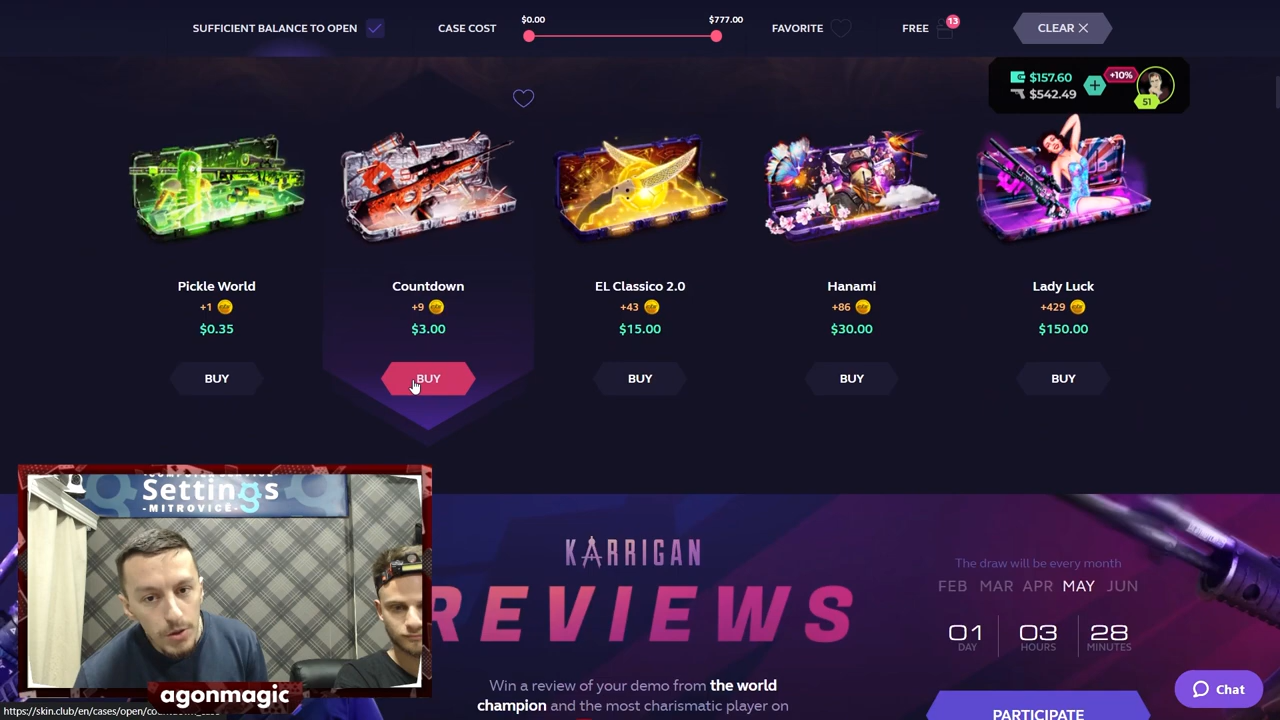 SUFFICIENT BALANCE TO OPEN
CASE COST
$0.00
$777.00
FAVORITE
FREE
13
CLEAR
$157.60
$542.49
+10%
51
Pickle World
+1
$0.35
BUY
Countdown
+9
$3.00
BUY
EL Classico 2.0
+43
$15.00
BUY
Hanami
+86
$30.00
BUY
Lady Luck
+429
$150.00
BUY
KARRIGAN
REVIEWS
Win a review of your demo from the world
champion and the most charismatic player on
The draw will be every month
FEB MAR APR MAY JUN
01 03 28
DAY HOURS MINUTES
PARTICIPATE
Chat
Settings
-MITROVICË-
agonmagic